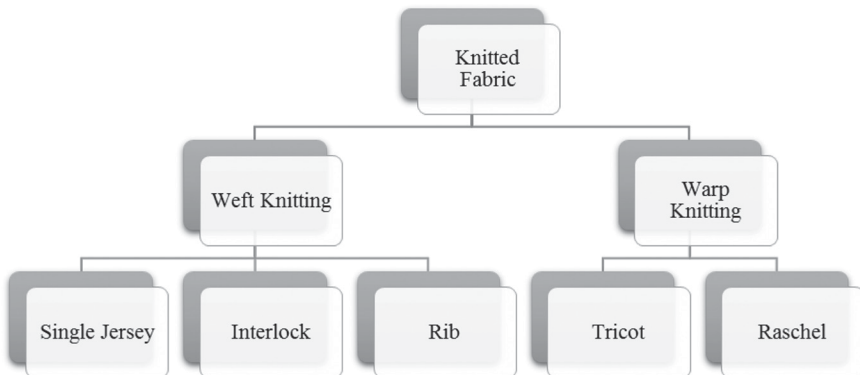 Knitted
Fabric
Weft Knitting
Warp
Knitting
Single Jersey
Interlock
Rib
Tricot
Raschel